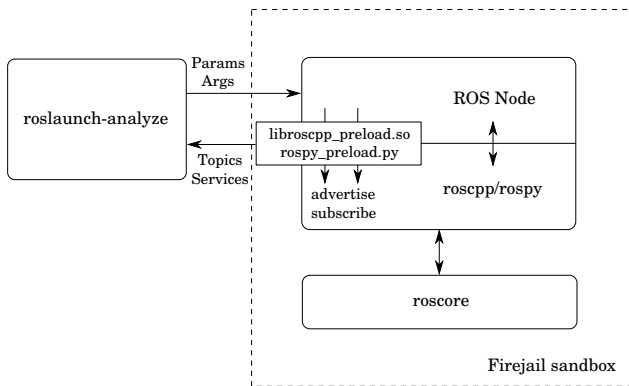 Params
Args
roslaunch-analyze
Topics
Services
libroscpp_preload.so
rospy_preload.py
advertise
subscribe
ROS Node
roscpp/rospy
roscore
Firejail sandbox